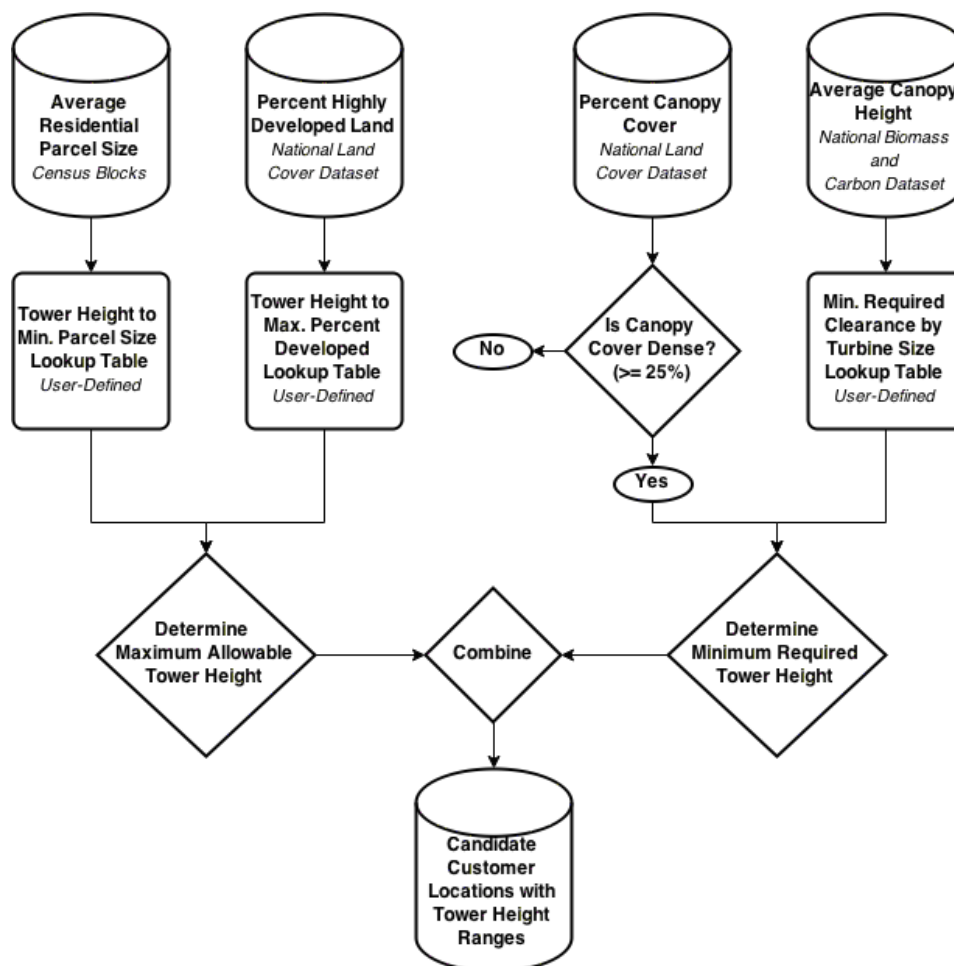 Average
Residential
Parcel Size
Census Blocks
Percent Highly
Developed Land
National Land
Cover Dataset
Percent Canopy
Cover
National Land
Cover Dataset
Average Canopy
Height
National Biomass
and
Carbon Dataset
Tower Height to
Min. Parcel Size
Lookup Table
User-Defined
Tower Height to
Max. Percent
Developed
Lookup Table
User-Defined
No
Is Canopy
Cover Dense?
(>= 25%)
Min. Required
Clearance by
Turbine Size
Lookup Table
User-Defined
Yes
Determine
Maximum Allowable
Tower Height
Combine
Determine
Minimum Required
Tower Height
Candidate
Customer
Locations with
Tower Height
Ranges